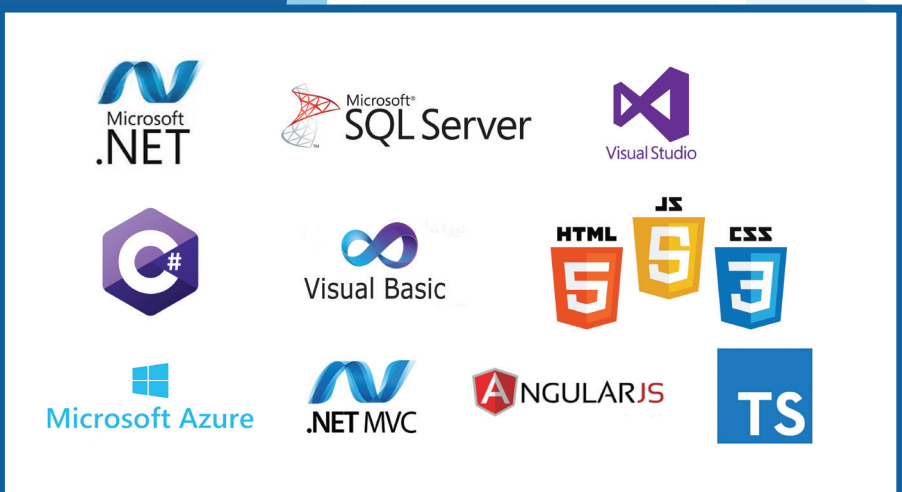 Microsoft
.NET
Microsoft®
SQL Server
™
Visual Studio
C#
Visual Basic
HTML
5
JS
5
CSS
3
Microsoft Azure
.NET MVC
ANGULARJS
TS